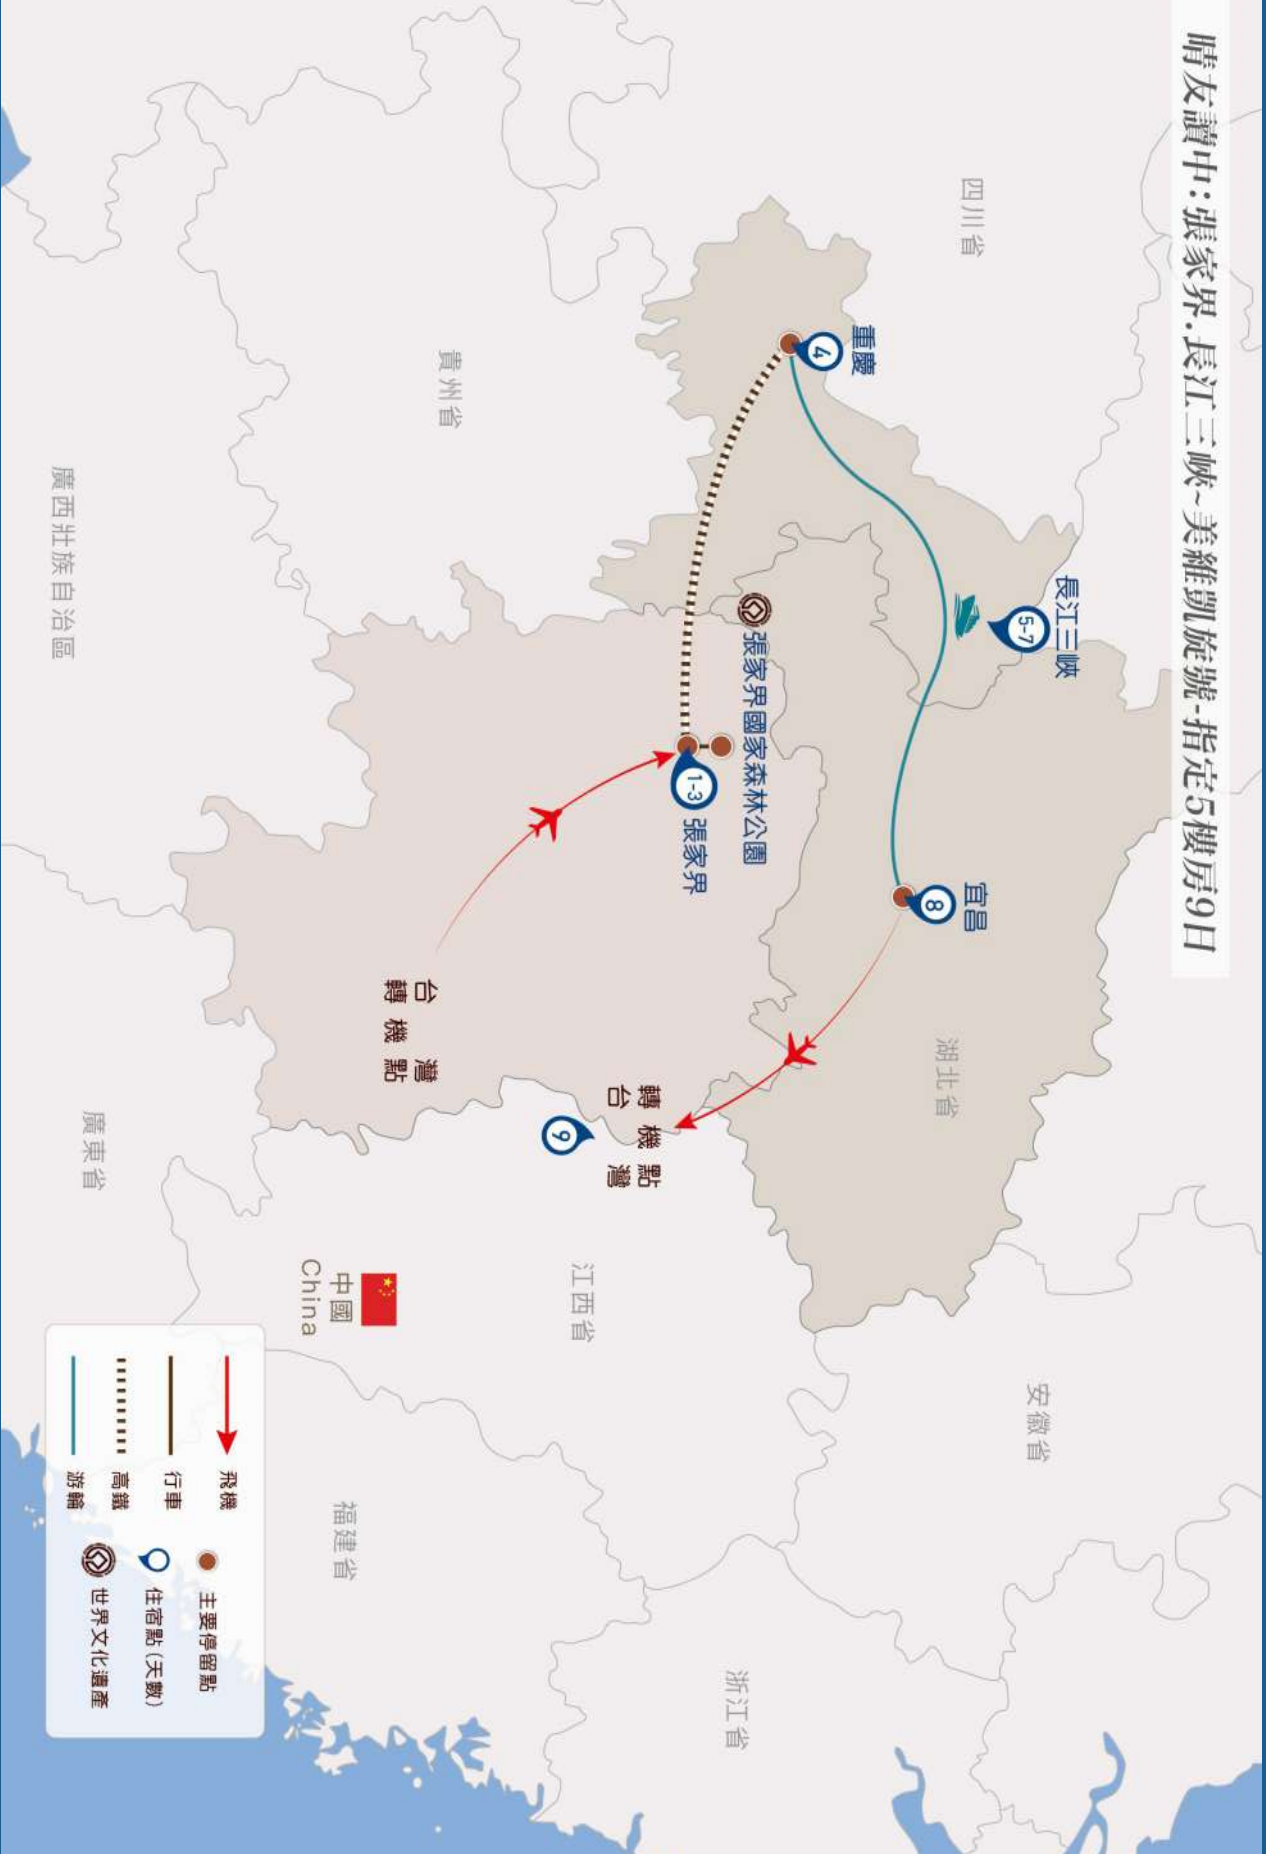 晴友讀中:張家界.長江三峽~美維凱旋號-指定5樓房9日
四川省
重慶
4
長江三峽
5-7
宜昌
8
湖北省
安徽省
張家界國家森林公園
1-3
張家界
貴州省
台灣
轉機點
轉機點
台灣
9
江西省
浙江省
廣西壯族自治區
廣東省
福建省
中國
China
飛機
行車
高鐵
游輪
主要停留點
住宿點(天數)
世界文化遺產